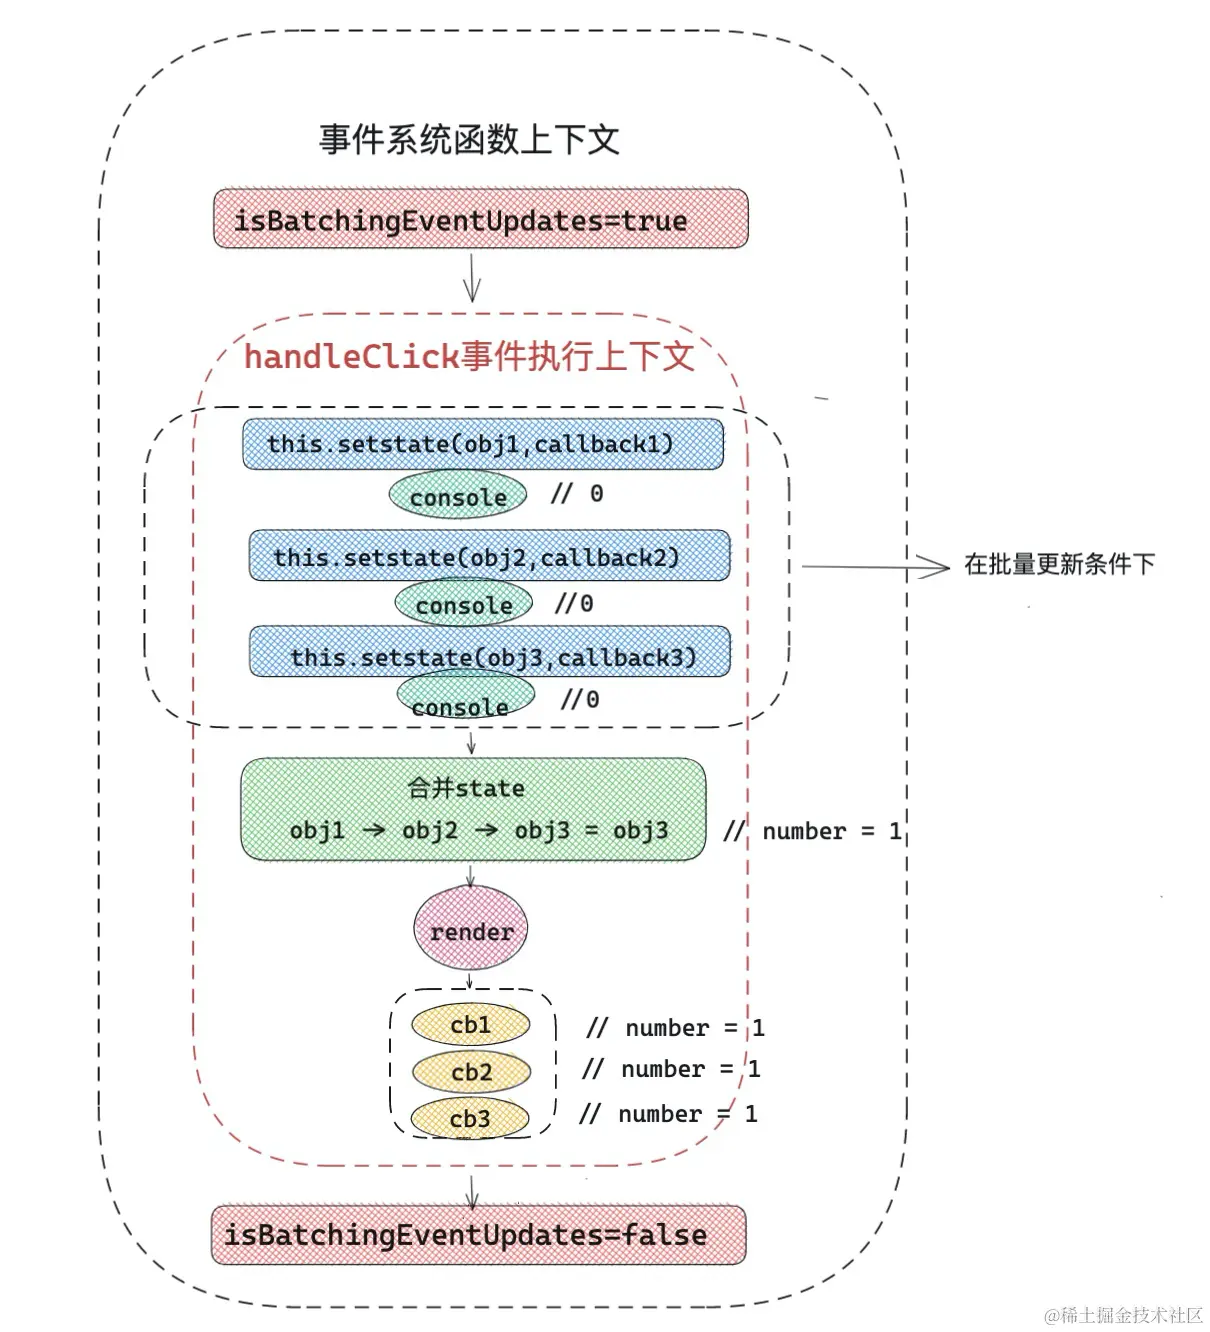 事件系统函数上下文
isBatchingEventUpdates=true
handleClick事件执行上下文
this.setstate(obj1,callback1)
console // 0
this.setstate(obj2,callback2)
在批量更新条件下
console //0
this.setstate(obj3,callback3)
console //0
合并state
obj1 → obj2 → obj3 = obj3 // number = 1
render
cb1 // number = 1
cb2 // number = 1
cb3 // number = 1
isBatchingEventUpdates=false
@稀土掘金技术社区